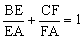 BE/EA + CF/FA = 1